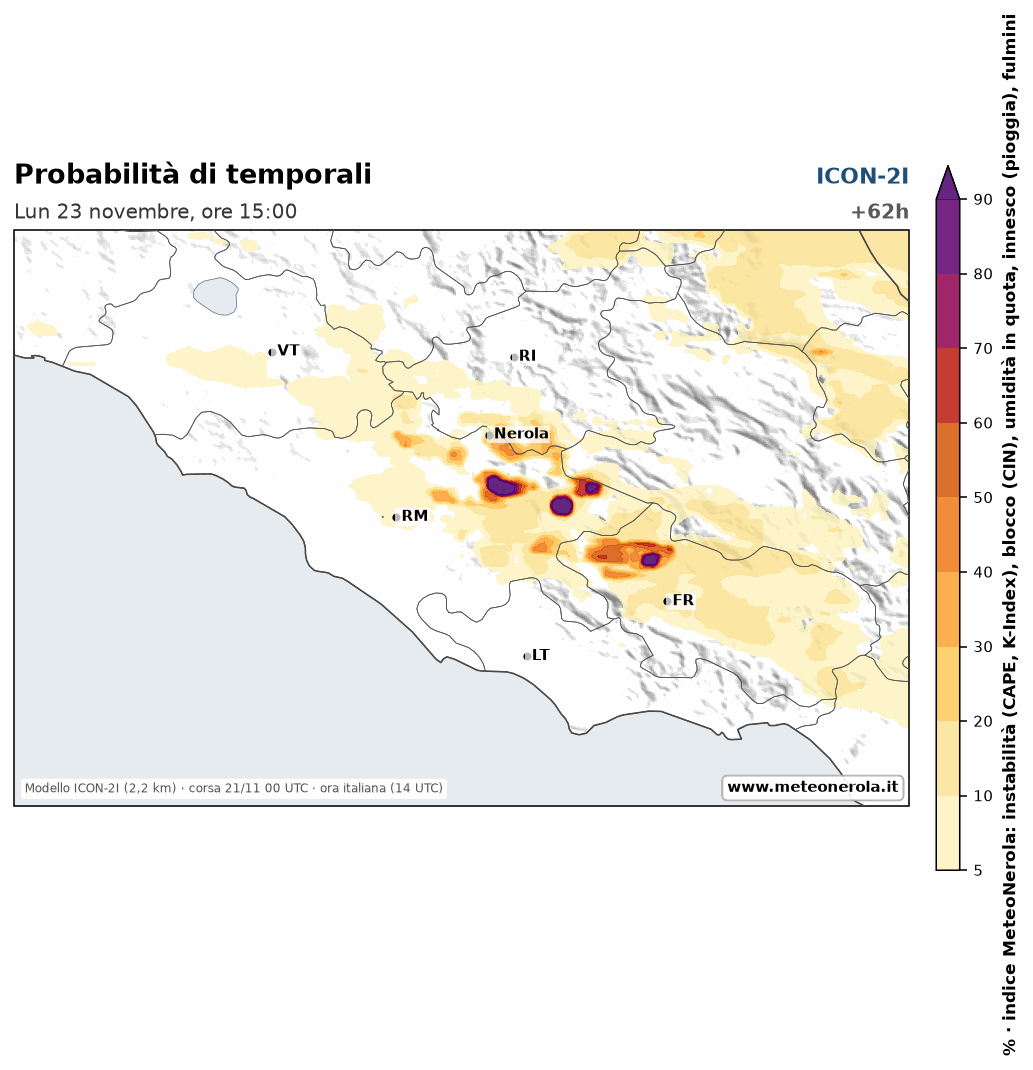 Probabilità di temporali
ICON-2I
Lun 23 novembre, ore 15:00
+62h
VT
RI
Nerola
RM
FR
LT
Modello ICON-2I (2,2 km) · corsa 21/11 00 UTC · ora italiana (14 UTC)
www.meteonerola.it
90
80
70
60
50
40
30
20
10
5
% · indice MeteoNerola: instabilità (CAPE, K-Index), blocco (CIN), umidità in quota, innesco (pioggia), fulmini